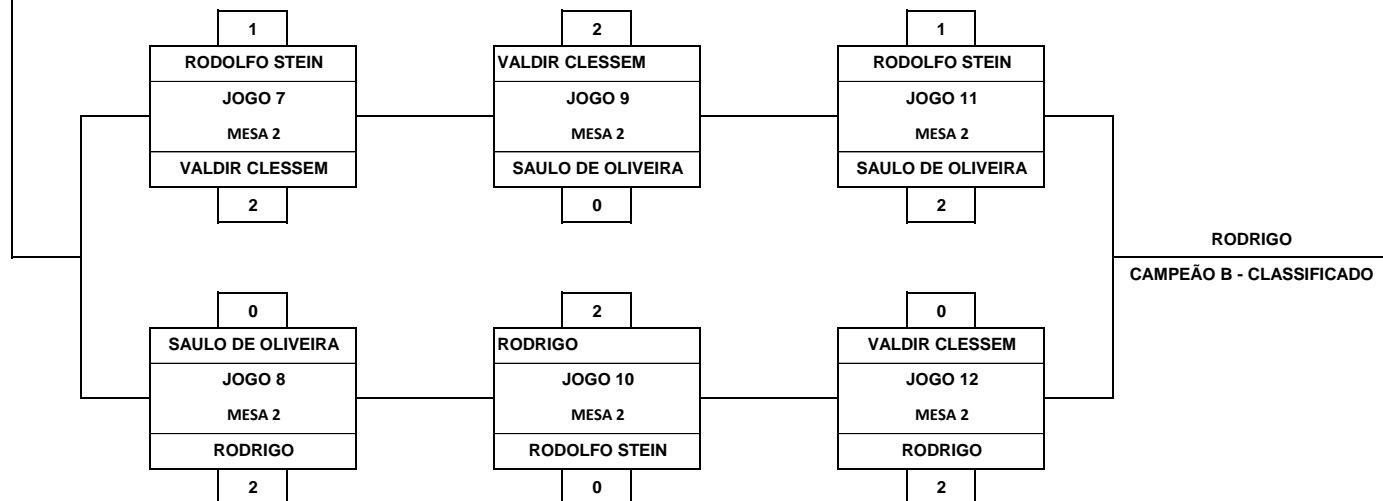 1
RODOLFO STEIN
JOGO 7
MESA 2
VALDIR CLESSEM
2
2
VALDIR CLESSEM
JOGO 9
MESA 2
SAULO DE OLIVEIRA
0
1
RODOLFO STEIN
JOGO 11
MESA 2
SAULO DE OLIVEIRA
2
0
SAULO DE OLIVEIRA
JOGO 8
MESA 2
RODRIGO
2
2
RODRIGO
JOGO 10
MESA 2
RODOLFO STEIN
0
0
VALDIR CLESSEM
JOGO 12
MESA 2
RODRIGO
2
RODRIGO
CAMPEÃO B - CLASSIFICADO